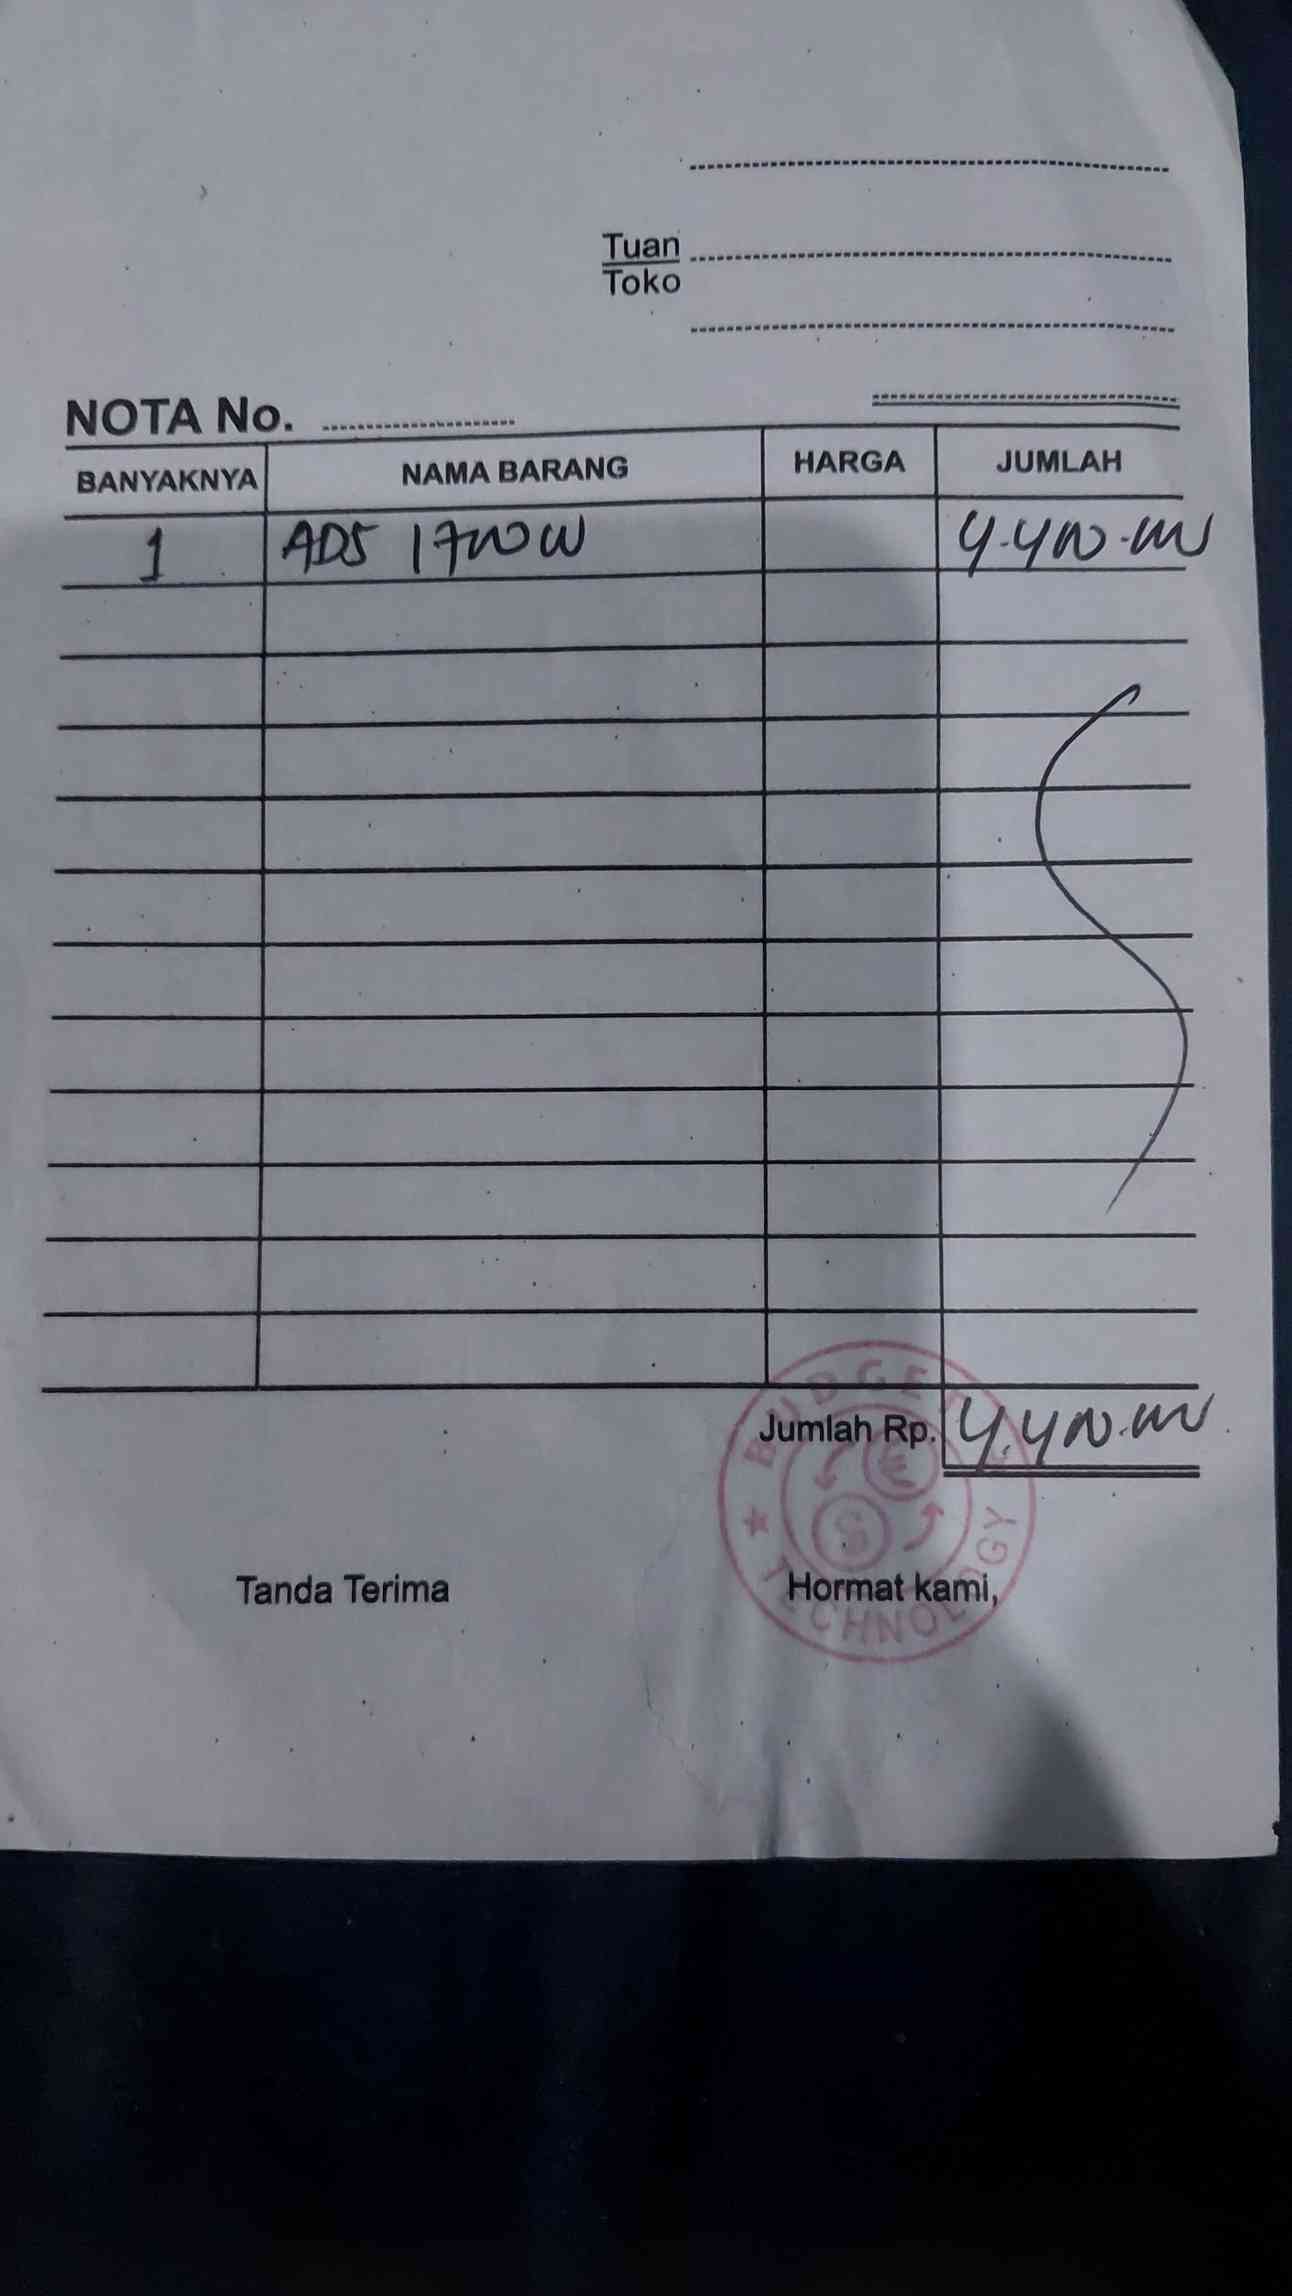 Tuan
Toko
NOTA No.
BANYAKNYA NAMA BARANG HARGA JUMLAH
1 ADS 1700W 4.400.000
Jumlah Rp. 4.400.000
BUDGET TECHNOLOGY
Tanda Terima Hormat kami,